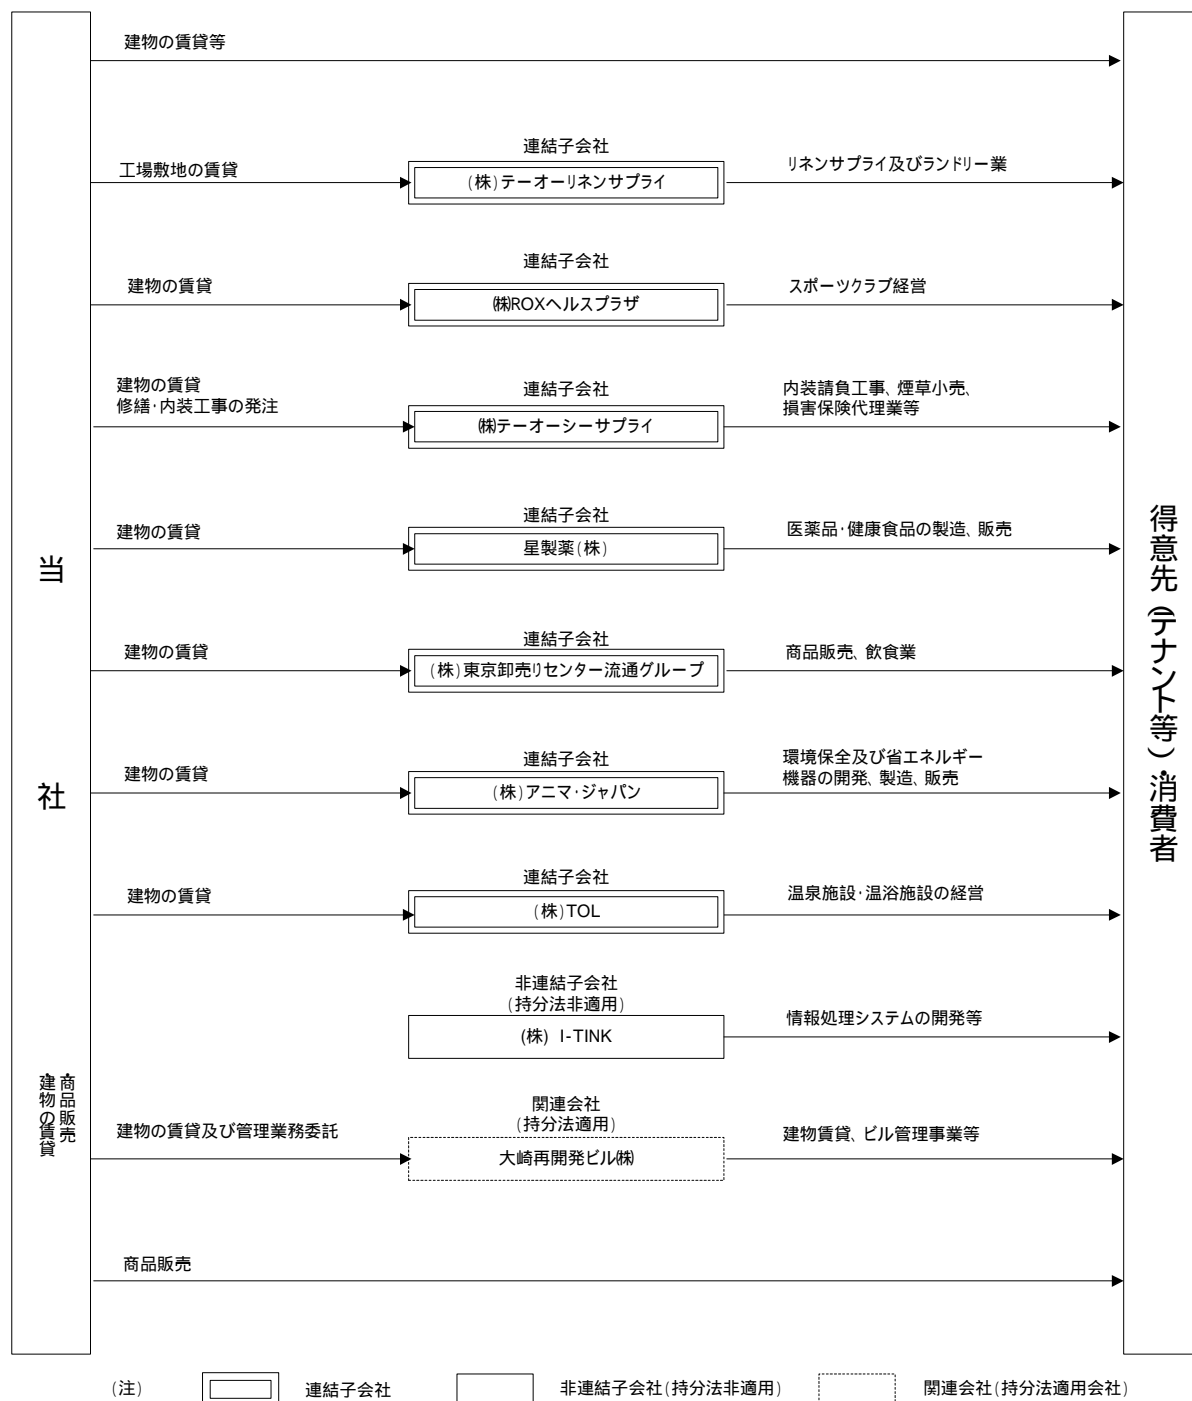 建物の賃貸等
連結子会社
工場敷地の賃貸
(株)テーオーリネンサプライ
リネンサプライ及びランドリー業
連結子会社
建物の賃貸
㈱ROXヘルスプラザ
スポーツクラブ経営
建物の賃貸
修繕・内装工事の発注
連結子会社
㈱テーオーシーサプライ
内装請負工事、煙草小売、
損害保険代理業等
連結子会社
建物の賃貸
星製薬(株)
医薬品・健康食品の製造、販売
当社
得意先(テナント等)・消費者
連結子会社
建物の賃貸
(株)東京卸売りセンター流通グループ
商品販売、飲食業
連結子会社
建物の賃貸
(株)アニマ・ジャパン
環境保全及び省エネルギー
機器の開発、製造、販売
連結子会社
建物の賃貸
(株)TOL
温泉施設・温浴施設の経営
非連結子会社
(持分法非適用)
(株) I-TINK
情報処理システムの開発等
・商品販売
・建物の賃貸
関連会社
(持分法適用)
建物の賃貸及び管理業務委託
大崎再開発ビル㈱
建物賃貸、ビル管理事業等
商品販売
(注)
連結子会社
非連結子会社(持分法非適用)
関連会社(持分法適用会社)